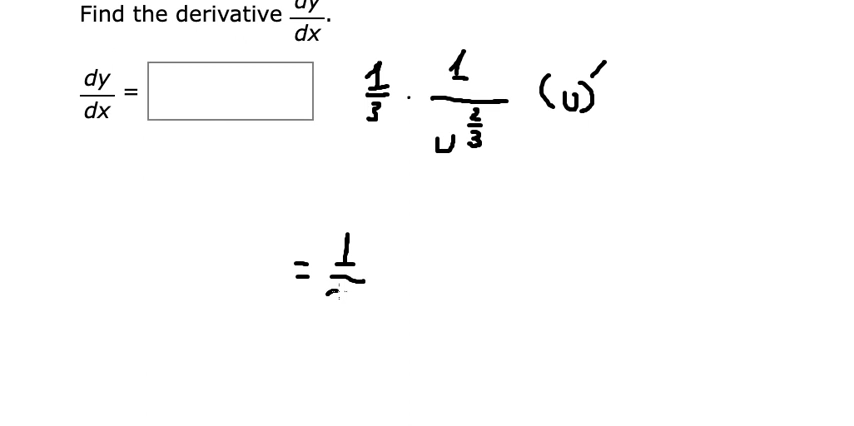 Find the derivative dy/dx.
dy/dx = 1/3 · 1/u^(2/3) (u)′
= 1